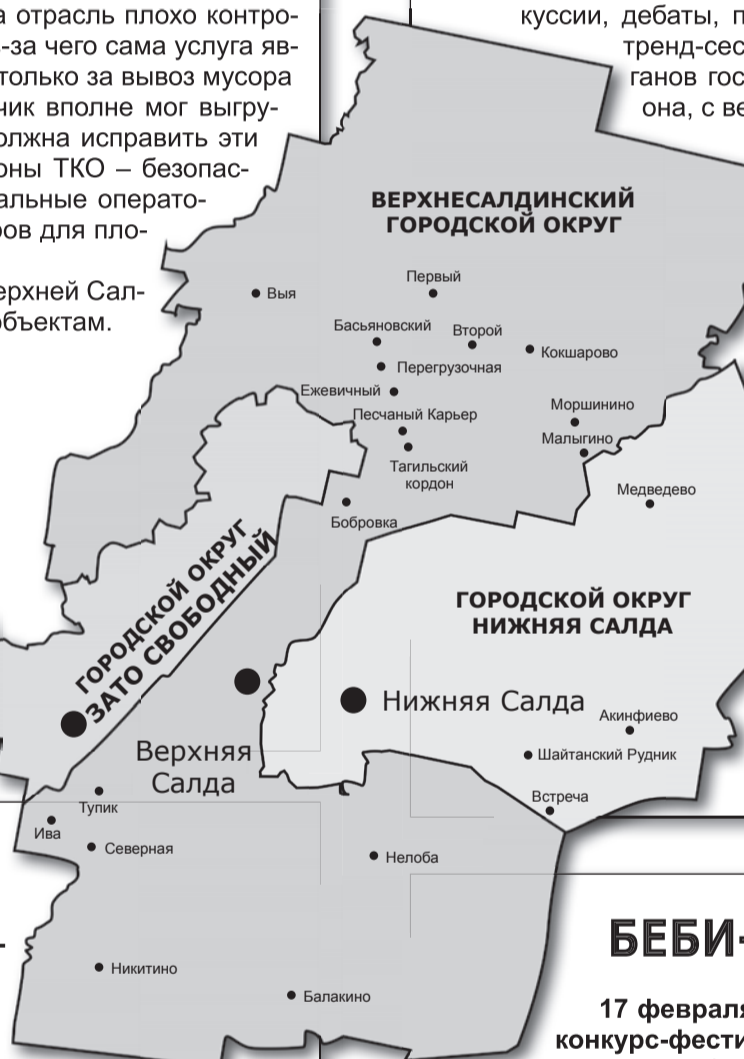 а отрасль плохо контро-
-за чего сама услуга яв-
только за вывоз мусора
чик вполне мог выгру-
олжна исправить эти
оны ТКО – безопас-
альные операто-
ров для пло-
ерхней Сал-
объектам.
куссии, дебаты, п
тренд-сес
ганов гос
она, с ве
ВЕРХНЕСАЛДИНСКИЙ
ГОРОДСКОЙ ОКРУГ
Выя
Первый
Басьяновский
Второй
Кокшарово
Перегрузочная
Ежевичный
Песчаный Карьер
Моршинино
Малыгино
Тагильский
кордон
Медведево
Бобровка
ГОРОДСКОЙ ОКРУГ
ЗАТО СВОБОДНЫЙ
ГОРОДСКОЙ ОКРУГ
НИЖНЯЯ САЛДА
Нижняя Салда
Акинфиево
Верхняя
Салда
Шайтанский Рудник
Тупик
Встреча
Ива
Северная
Нелоба
Никитино
Балакино
БЕБИ-
17 февраля
конкурс-фести